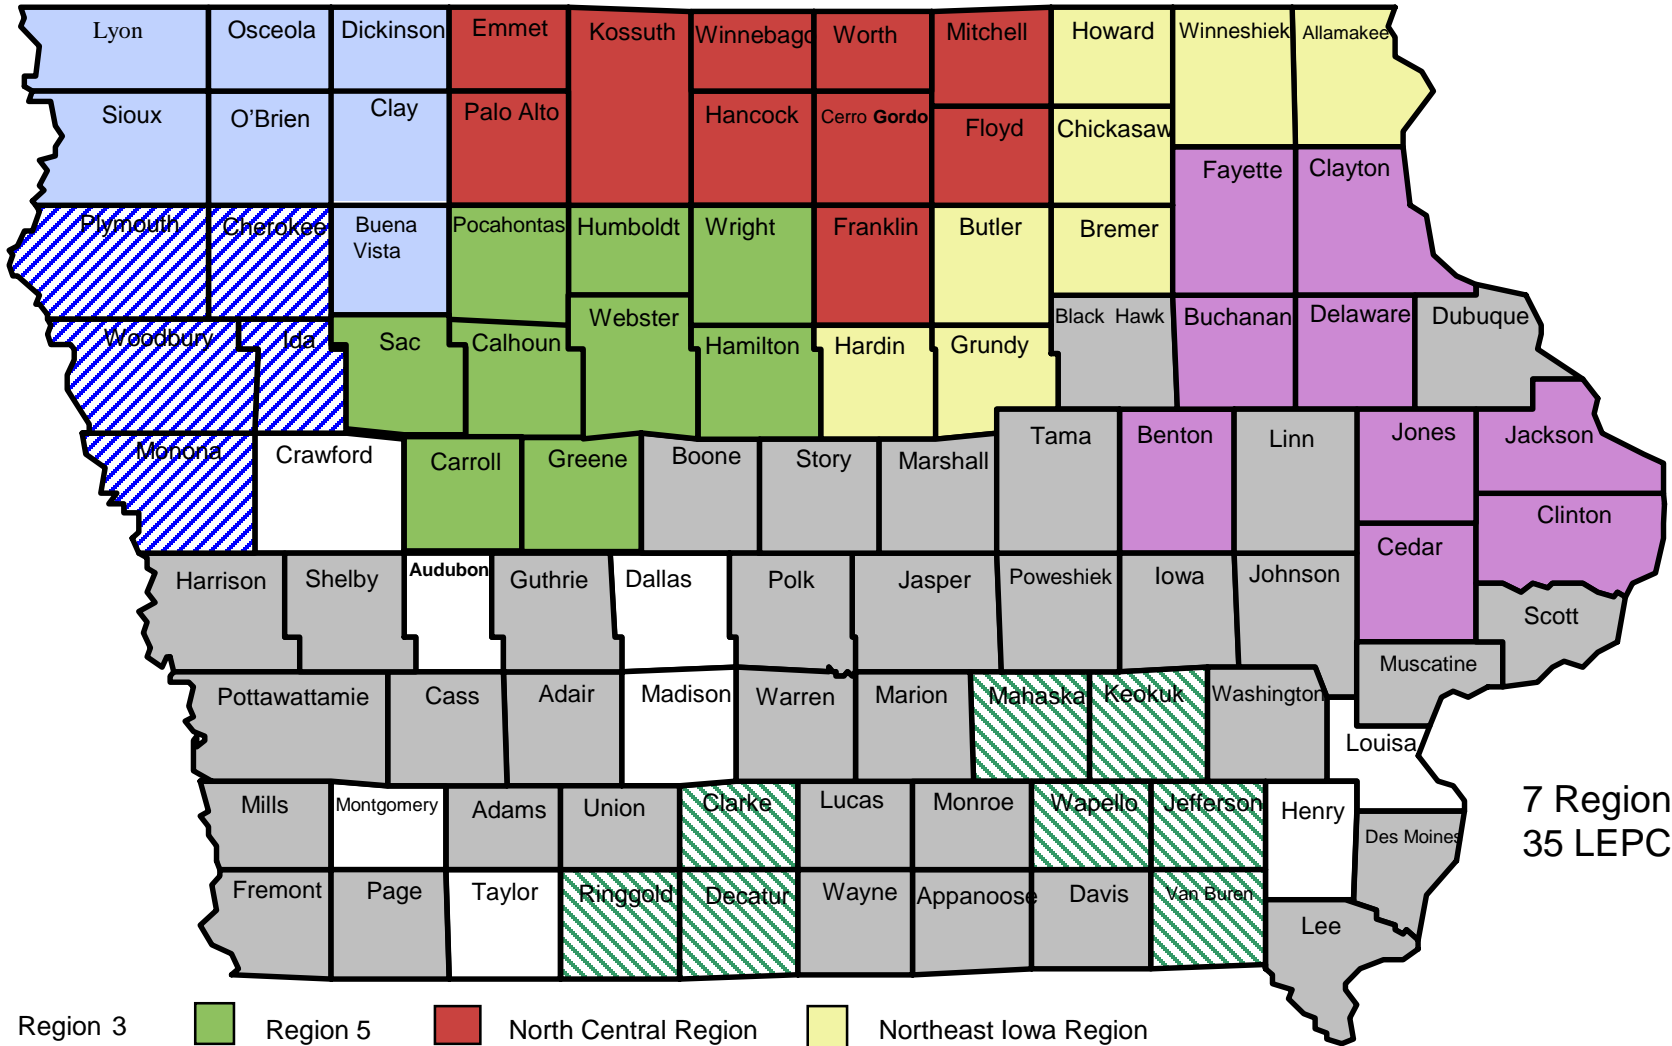 Lyon
Osceola
Dickinson
Emmet
Kossuth
Winnebago
Worth
Mitchell
Howard
Winneshiek
Allamakee
Sioux
O'Brien
Clay
Palo Alto
Hancock
Cerro Gordo
Floyd
Chickasaw
Fayette
Clayton
Plymouth
Cherokee
Buena
Vista
Pocahontas
Humboldt
Wright
Franklin
Butler
Bremer
Woodbury
Ida
Sac
Calhoun
Webster
Hamilton
Hardin
Grundy
Black Hawk
Buchanan
Delaware
Dubuque
Monona
Crawford
Carroll
Greene
Boone
Story
Marshall
Tama
Benton
Linn
Jones
Jackson
Clinton
Cedar
Harrison
Shelby
Audubon
Guthrie
Dallas
Polk
Jasper
Poweshiek
Iowa
Johnson
Scott
Muscatine
Pottawattamie
Cass
Adair
Madison
Warren
Marion
Mahaska
Keokuk
Washington
Louisa
Mills
Montgomery
Adams
Union
Clarke
Lucas
Monroe
Wapello
Jefferson
Henry
Des Moines
7 Region
35 LEPC
Fremont
Page
Taylor
Ringgold
Decatur
Wayne
Appanoose
Davis
Van Buren
Lee
Region 3
Region 5
North Central Region
Northeast Iowa Region